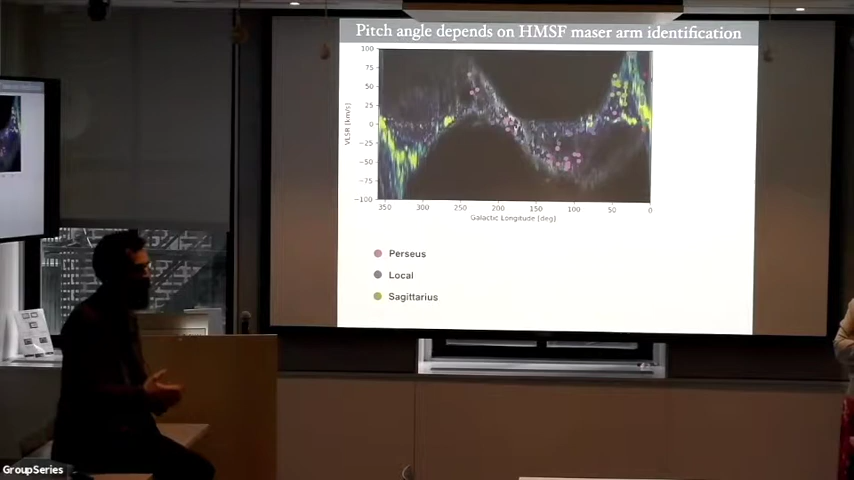 Pitch angle depends on HMSF maser arm identification
100
75
50
25
0
−25
−50
−75
−100
VLSR [km/s]
350 300 250 200 150 100 50 0
Galactic Longitude [deg]
Perseus
Local
Sagittarius
GroupSeries